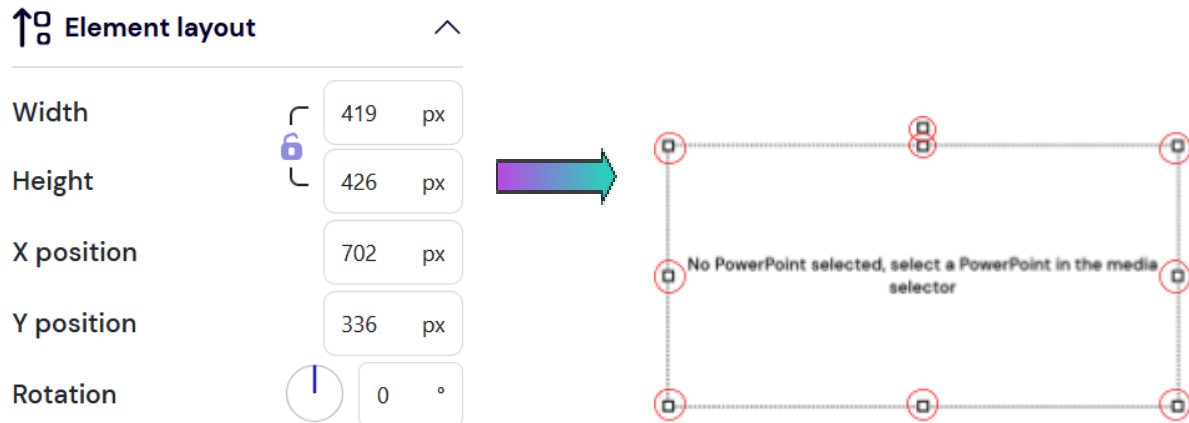 Element layout
Width 419 px
Height 426 px
X position 702 px
Y position 336 px
Rotation 0 °
No PowerPoint selected, select a PowerPoint in the media
selector